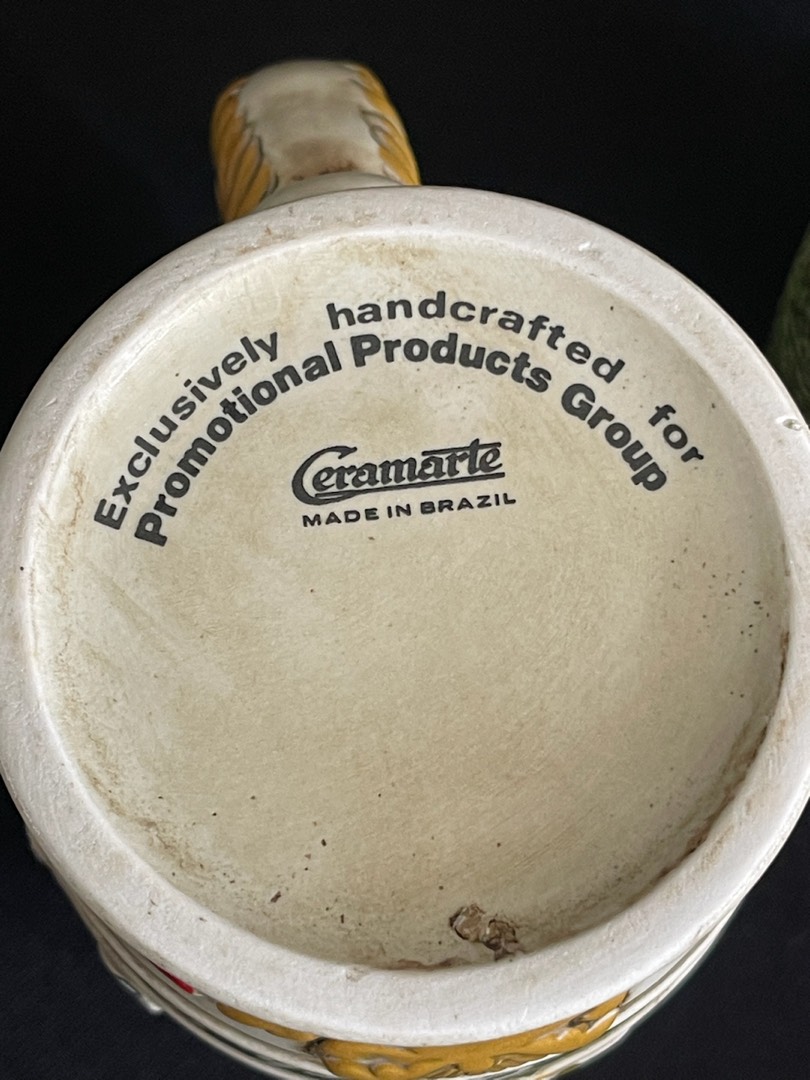 Exclusively handcrafted for
Promotional Products Group
Ceramarte
MADE IN BRAZIL